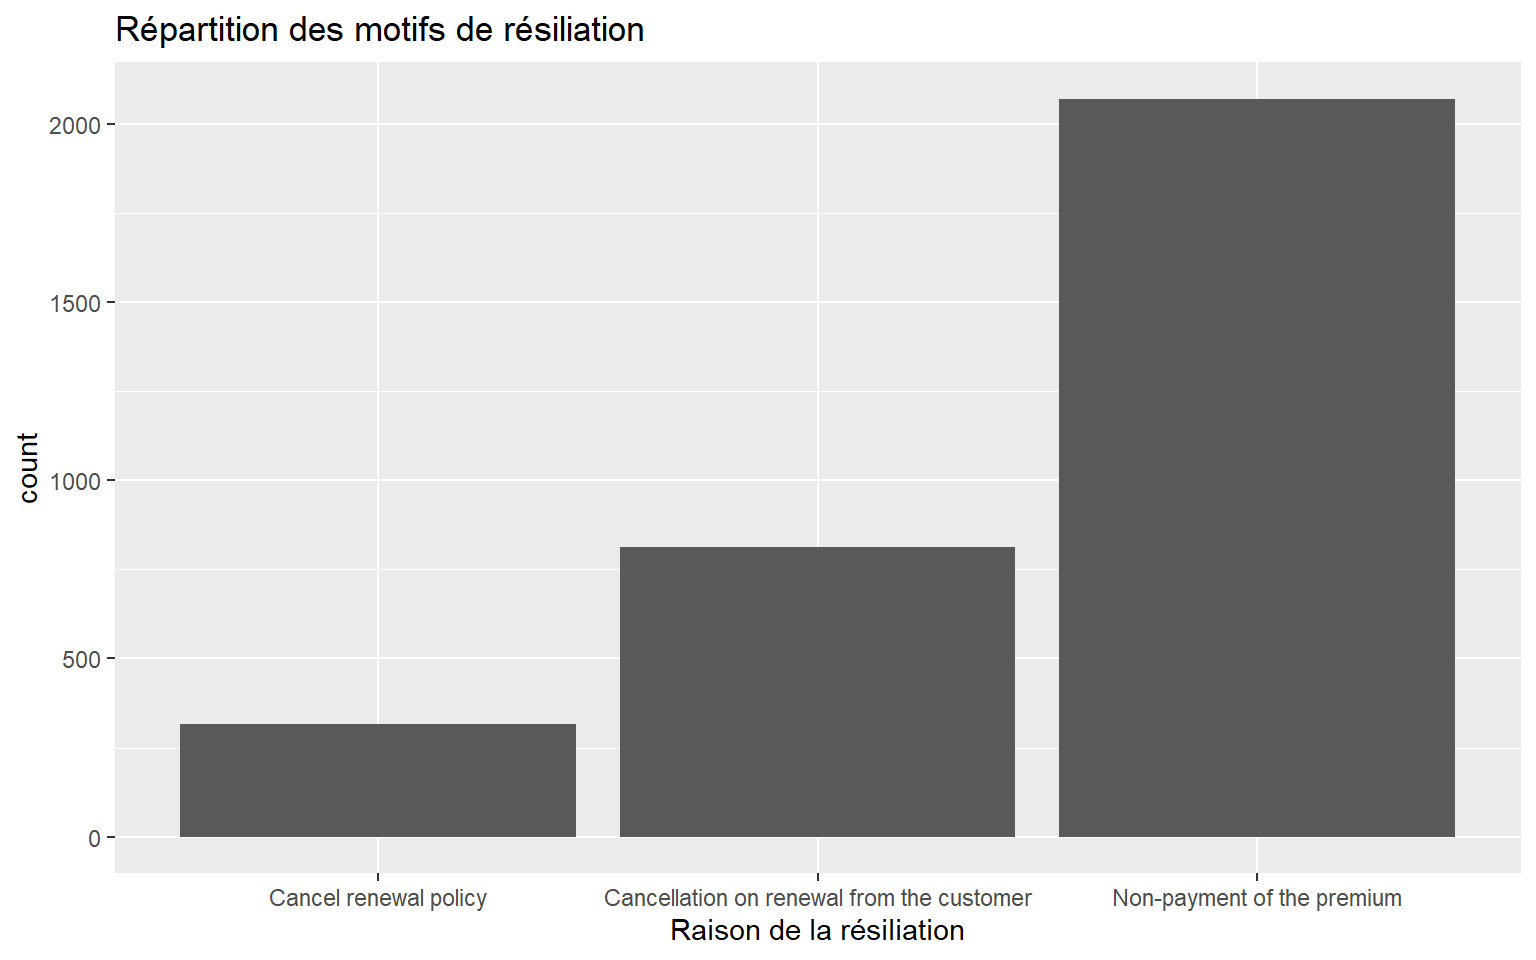 Répartition des motifs de résiliation
count
2000
1500
1000
500
0
Cancel renewal policy
Cancellation on renewal from the customer
Non-payment of the premium
Raison de la résiliation